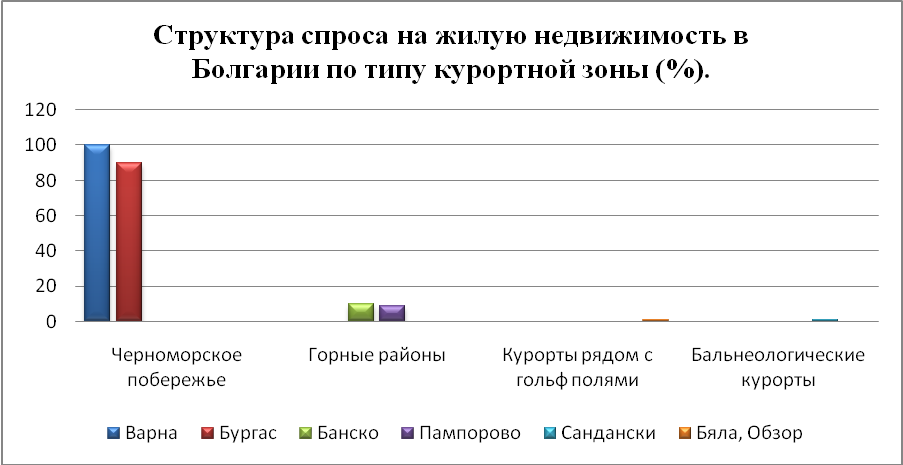 Структура спроса на жилую недвижимость в
Болгарии по типу курортной зоны (%).
120
100
80
60
40
20
0
Черноморское
побережье
Горные районы
Курорты рядом с
гольф полями
Бальнеологические
курорты
Варна
Бургас
Банско
Пампорово
Сандански
Бяла, Обзор